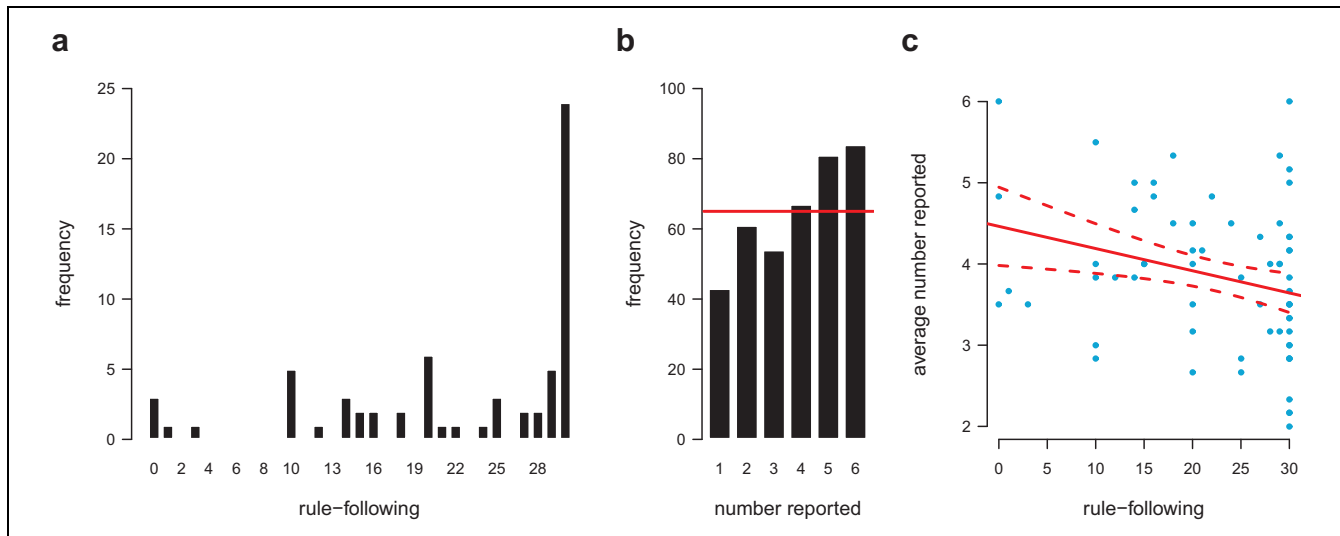 a
25
20
15
10
5
0
frequency
0 2 4 6 8 10 13 16 19 22 25 28
rule−following
b
100
80
60
40
20
0
frequency
1 2 3 4 5 6
number reported
c
6
5
4
3
2
average number reported
0 5 10 15 20 25 30
rule−following